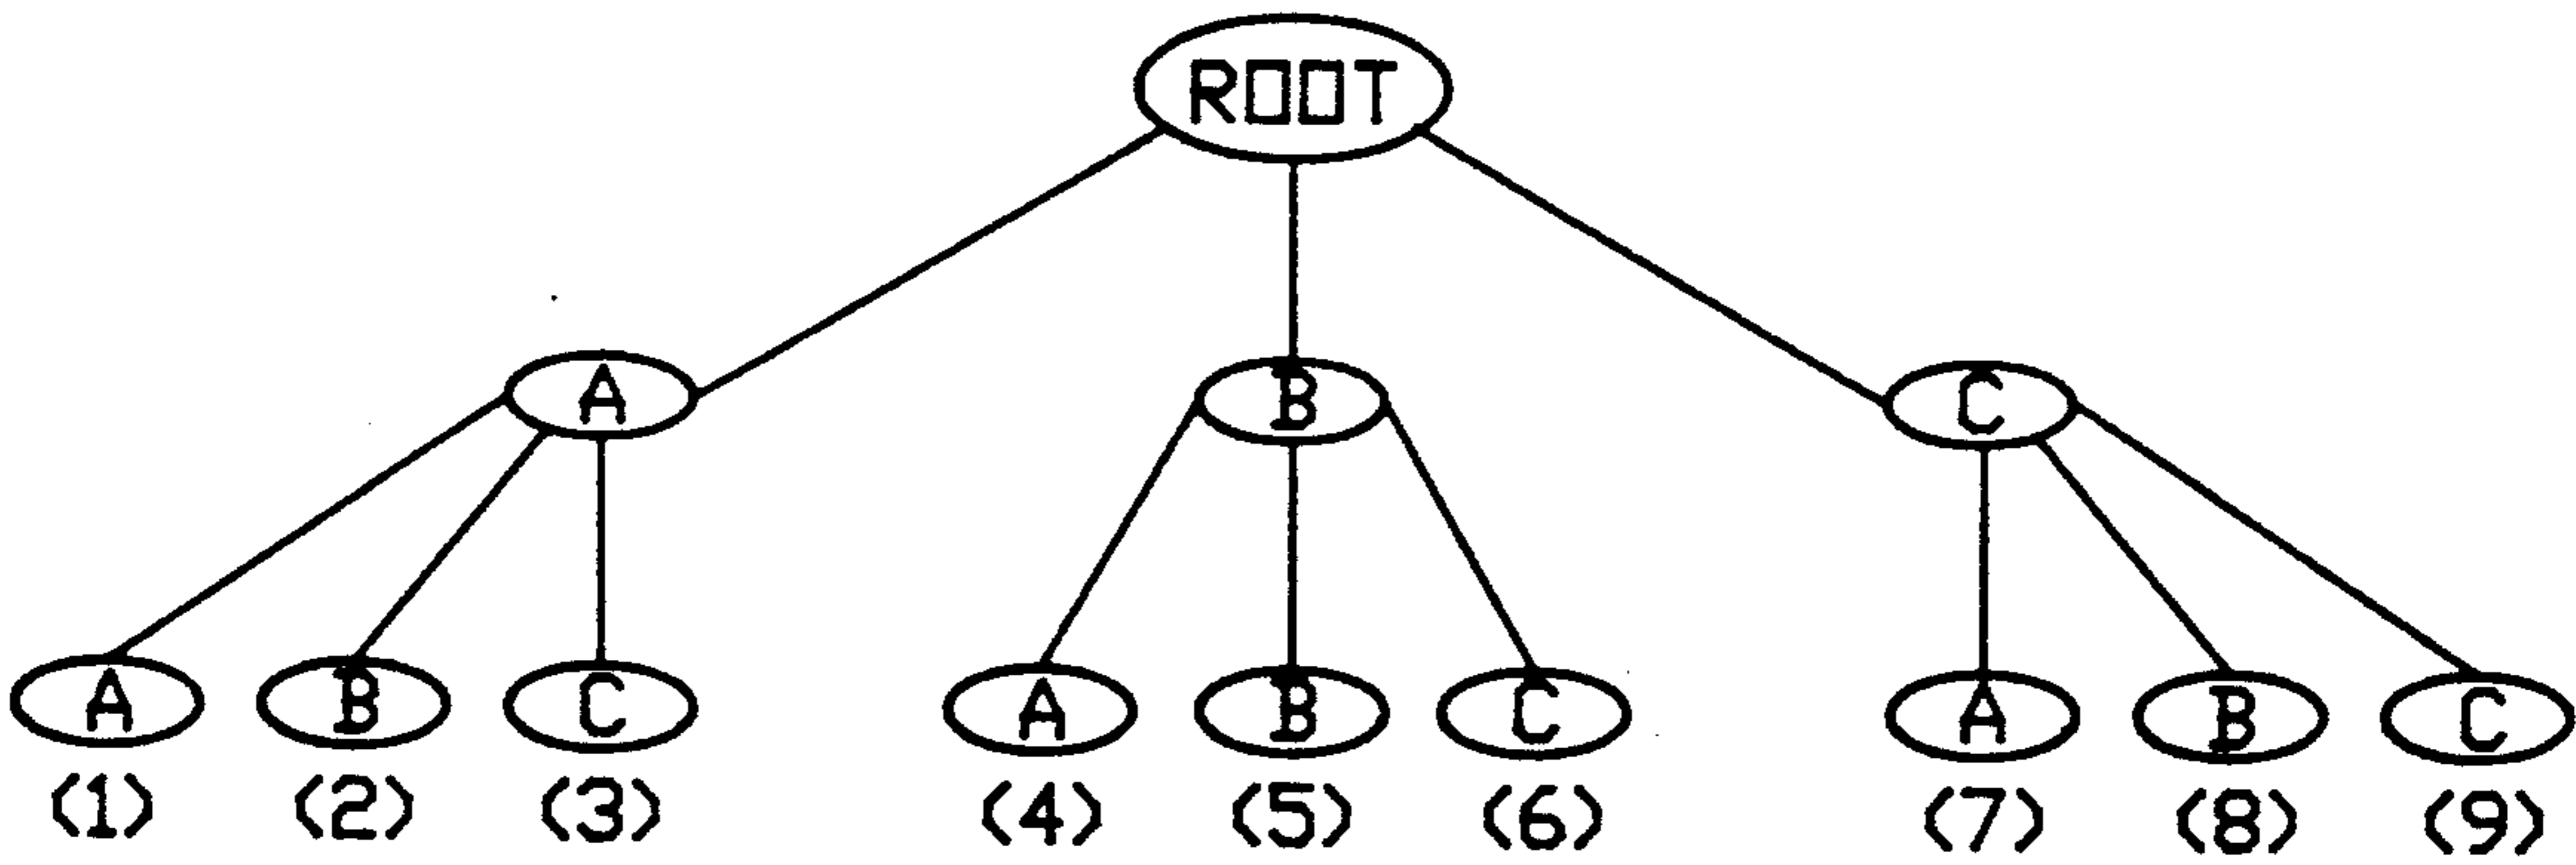 ROOT
A B C
A B C A B C A B C
(1) (2) (3) (4) (5) (6) (7) (8) (9)